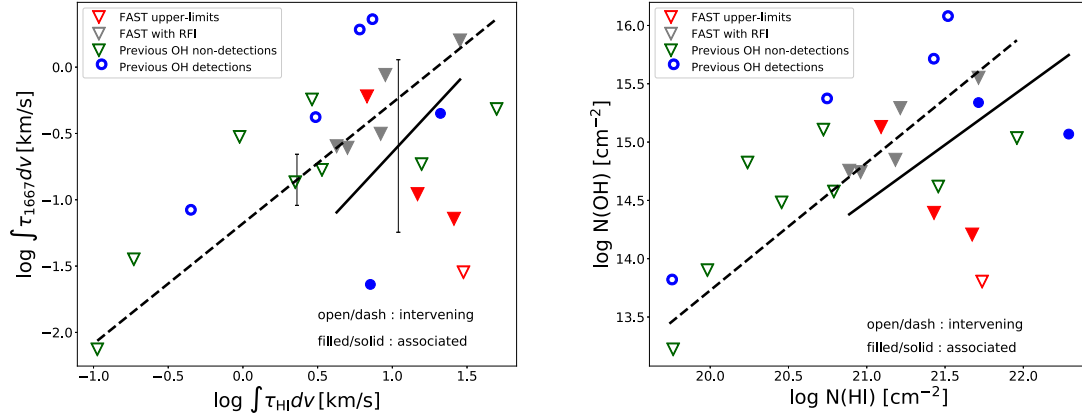 FAST upper-limits
FAST with RFI
Previous OH non-detections
Previous OH detections
0.0
−0.5
−1.0
−1.5
−2.0
log ∫ τ₁₆₆₇dv [km/s]
open/dash : intervening
filled/solid : associated
−1.0 −0.5 0.0 0.5 1.0 1.5
log ∫ τ_HI dv [km/s]
FAST upper-limits
FAST with RFI
Previous OH non-detections
Previous OH detections
16.0
15.5
15.0
14.5
14.0
13.5
log N(OH) [cm⁻²]
open/dash : intervening
filled/solid : associated
20.0 20.5 21.0 21.5 22.0
log N(HI) [cm⁻²]